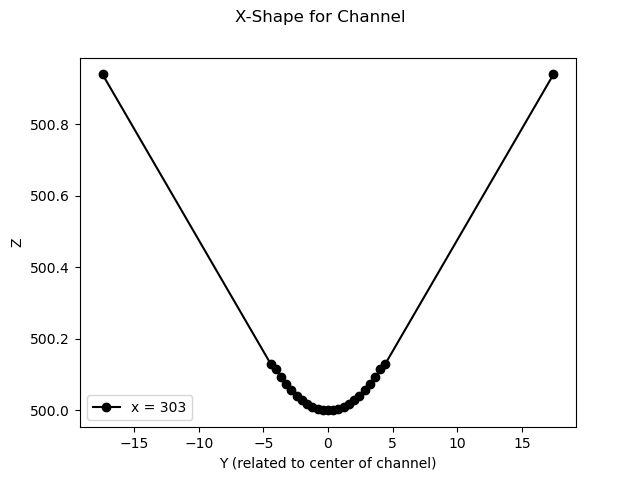 X-Shape for Channel
Z
500.8
500.6
500.4
500.2
500.0
x = 303
−15 −10 −5 0 5 10 15
Y (related to center of channel)